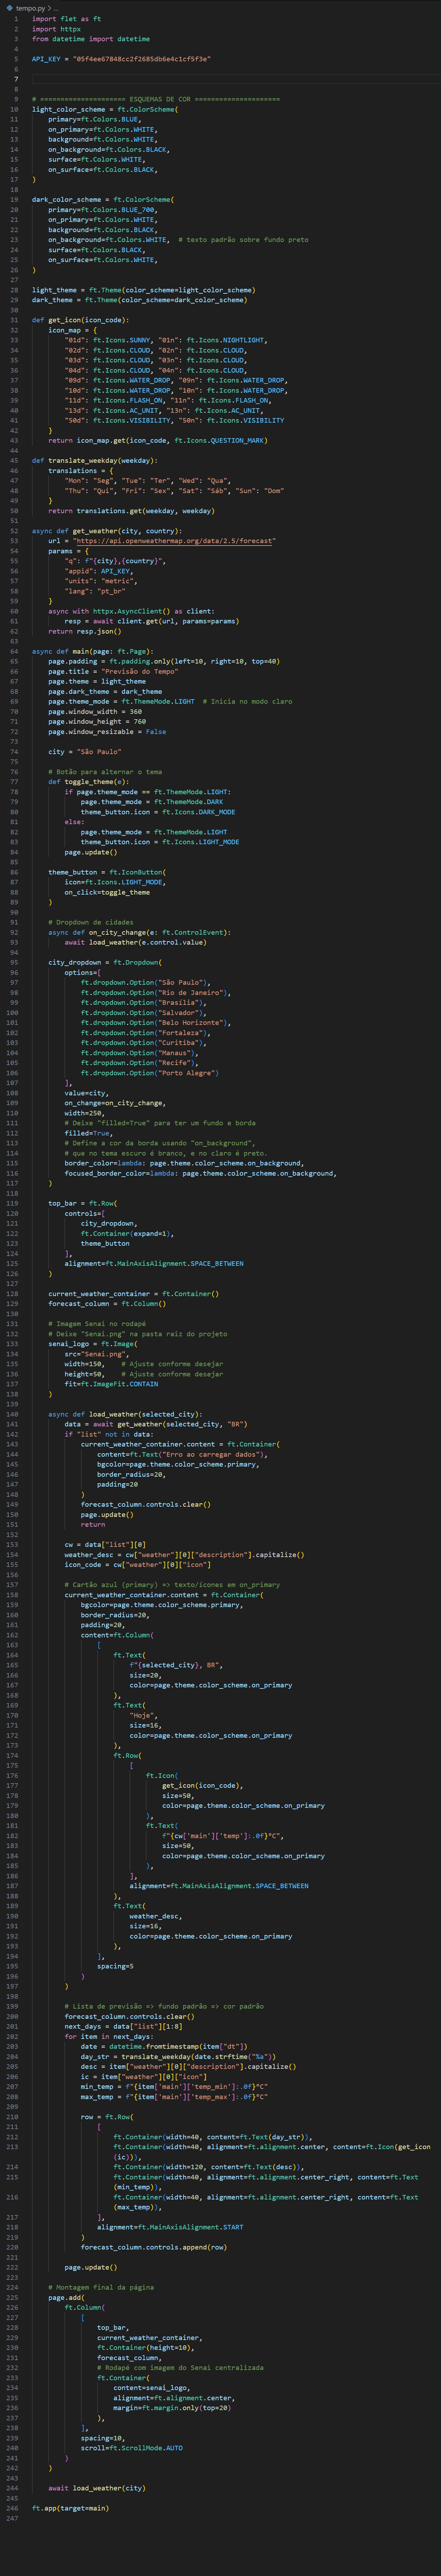 tempo.py > ...
1 import flet as ft
2 import httpx
3 from datetime import datetime
4
5 API_KEY = "05f4ee67848cc2f2685db6e4c1cf5f3e"
6
7
8
9 # ===================== ESQUEMAS DE COR =====================
10 light_color_scheme = ft.ColorScheme(
11     primary=ft.Colors.BLUE,
12     on_primary=ft.Colors.WHITE,
13     background=ft.Colors.WHITE,
14     on_background=ft.Colors.BLACK,
15     surface=ft.Colors.WHITE,
16     on_surface=ft.Colors.BLACK,
17 )
18
19 dark_color_scheme = ft.ColorScheme(
20     primary=ft.Colors.BLUE_700,
21     on_primary=ft.Colors.WHITE,
22     background=ft.Colors.BLACK,
23     on_background=ft.Colors.WHITE,  # texto padrão sobre fundo preto
24     surface=ft.Colors.BLACK,
25     on_surface=ft.Colors.WHITE,
26 )
27
28 light_theme = ft.Theme(color_scheme=light_color_scheme)
29 dark_theme = ft.Theme(color_scheme=dark_color_scheme)
30
31 def get_icon(icon_code):
32     icon_map = {
33         "01d": ft.Icons.SUNNY, "01n": ft.Icons.NIGHTLIGHT,
34         "02d": ft.Icons.CLOUD, "02n": ft.Icons.CLOUD,
35         "03d": ft.Icons.CLOUD, "03n": ft.Icons.CLOUD,
36         "04d": ft.Icons.CLOUD, "04n": ft.Icons.CLOUD,
37         "09d": ft.Icons.WATER_DROP, "09n": ft.Icons.WATER_DROP,
38         "10d": ft.Icons.WATER_DROP, "10n": ft.Icons.WATER_DROP,
39         "11d": ft.Icons.FLASH_ON, "11n": ft.Icons.FLASH_ON,
40         "13d": ft.Icons.AC_UNIT, "13n": ft.Icons.AC_UNIT,
41         "50d": ft.Icons.VISIBILITY, "50n": ft.Icons.VISIBILITY
42     }
43     return icon_map.get(icon_code, ft.Icons.QUESTION_MARK)
44
45 def translate_weekday(weekday):
46     translations = {
47         "Mon": "Seg", "Tue": "Ter", "Wed": "Qua",
48         "Thu": "Qui", "Fri": "Sex", "Sat": "Sáb", "Sun": "Dom"
49     }
50     return translations.get(weekday, weekday)
51
52 async def get_weather(city, country):
53     url = "https://api.openweathermap.org/data/2.5/forecast"
54     params = {
55         "q": f"{city},{country}",
56         "appid": API_KEY,
57         "units": "metric",
58         "lang": "pt_br"
59     }
60     async with httpx.AsyncClient() as client:
61         resp = await client.get(url, params=params)
62     return resp.json()
63
64 async def main(page: ft.Page):
65     page.padding = ft.padding.only(left=10, right=10, top=40)
66     page.title = "Previsão do Tempo"
67     page.theme = light_theme
68     page.dark_theme = dark_theme
69     page.theme_mode = ft.ThemeMode.LIGHT  # Inicia no modo claro
70     page.window_width = 360
71     page.window_height = 760
72     page.window_resizable = False
73
74     city = "São Paulo"
75
76     # Botão para alternar o tema
77     def toggle_theme(e):
78         if page.theme_mode == ft.ThemeMode.LIGHT:
79             page.theme_mode = ft.ThemeMode.DARK
80             theme_button.icon = ft.Icons.DARK_MODE
81         else:
82             page.theme_mode = ft.ThemeMode.LIGHT
83             theme_button.icon = ft.Icons.LIGHT_MODE
84         page.update()
85
86     theme_button = ft.IconButton(
87         icon=ft.Icons.LIGHT_MODE,
88         on_click=toggle_theme
89     )
90
91     # Dropdown de cidades
92     async def on_city_change(e: ft.ControlEvent):
93         await load_weather(e.control.value)
94
95     city_dropdown = ft.Dropdown(
96         options=[
97             ft.dropdown.Option("São Paulo"),
98             ft.dropdown.Option("Rio de Janeiro"),
99             ft.dropdown.Option("Brasília"),
100             ft.dropdown.Option("Salvador"),
101             ft.dropdown.Option("Belo Horizonte"),
102             ft.dropdown.Option("Fortaleza"),
103             ft.dropdown.Option("Curitiba"),
104             ft.dropdown.Option("Manaus"),
105             ft.dropdown.Option("Recife"),
106             ft.dropdown.Option("Porto Alegre")
107         ],
108         value=city,
109         on_change=on_city_change,
110         width=250,
111         # Deixe "filled=True" para ter um fundo e borda
112         filled=True,
113         # Define a cor da borda usando "on_background",
114         # que no tema escuro é branco, e no claro é preto.
115         border_color=lambda: page.theme.color_scheme.on_background,
116         focused_border_color=lambda: page.theme.color_scheme.on_background,
117     )
118
119     top_bar = ft.Row(
120         controls=[
121             city_dropdown,
122             ft.Container(expand=1),
123             theme_button
124         ],
125         alignment=ft.MainAxisAlignment.SPACE_BETWEEN
126     )
127
128     current_weather_container = ft.Container()
129     forecast_column = ft.Column()
130
131     # Imagem Senai no rodapé
132     # Deixe "Senai.png" na pasta raiz do projeto
133     senai_logo = ft.Image(
134         src="Senai.png",
135         width=150,    # Ajuste conforme desejar
136         height=50,    # Ajuste conforme desejar
137         fit=ft.ImageFit.CONTAIN
138     )
139
140     async def load_weather(selected_city):
141         data = await get_weather(selected_city, "BR")
142         if "list" not in data:
143             current_weather_container.content = ft.Container(
144                 content=ft.Text("Erro ao carregar dados"),
145                 bgcolor=page.theme.color_scheme.primary,
146                 border_radius=20,
147                 padding=20
148             )
149             forecast_column.controls.clear()
150             page.update()
151             return
152
153         cw = data["list"][0]
154         weather_desc = cw["weather"][0]["description"].capitalize()
155         icon_code = cw["weather"][0]["icon"]
156
157         # Cartão azul (primary) => texto/ícones em on_primary
158         current_weather_container.content = ft.Container(
159             bgcolor=page.theme.color_scheme.primary,
160             border_radius=20,
161             padding=20,
162             content=ft.Column(
163                 [
164                     ft.Text(
165                         f"{selected_city}, BR",
166                         size=20,
167                         color=page.theme.color_scheme.on_primary
168                     ),
169                     ft.Text(
170                         "Hoje",
171                         size=16,
172                         color=page.theme.color_scheme.on_primary
173                     ),
174                     ft.Row(
175                         [
176                             ft.Icon(
177                                 get_icon(icon_code),
178                                 size=50,
179                                 color=page.theme.color_scheme.on_primary
180                             ),
181                             ft.Text(
182                                 f"{cw['main']['temp']:.0f}°C",
183                                 size=50,
184                                 color=page.theme.color_scheme.on_primary
185                             ),
186                         ],
187                         alignment=ft.MainAxisAlignment.SPACE_BETWEEN
188                     ),
189                     ft.Text(
190                         weather_desc,
191                         size=16,
192                         color=page.theme.color_scheme.on_primary
193                     ),
194                 ],
195                 spacing=5
196             )
197         )
198
199         # Lista de previsão => fundo padrão => cor padrão
200         forecast_column.controls.clear()
201         next_days = data["list"][1:8]
202         for item in next_days:
203             date = datetime.fromtimestamp(item["dt"])
204             day_str = translate_weekday(date.strftime("%a"))
205             desc = item["weather"][0]["description"].capitalize()
206             ic = item["weather"][0]["icon"]
207             min_temp = f"{item['main']['temp_min']:.0f}°C"
208             max_temp = f"{item['main']['temp_max']:.0f}°C"
209
210             row = ft.Row(
211                 [
212                     ft.Container(width=40, content=ft.Text(day_str)),
213                     ft.Container(width=40, alignment=ft.alignment.center, content=ft.Icon(get_icon
                    (ic))),
214                     ft.Container(width=120, content=ft.Text(desc)),
215                     ft.Container(width=40, alignment=ft.alignment.center_right, content=ft.Text
                    (min_temp)),
216                     ft.Container(width=40, alignment=ft.alignment.center_right, content=ft.Text
                    (max_temp)),
217                 ],
218                 alignment=ft.MainAxisAlignment.START
219             )
220             forecast_column.controls.append(row)
221
222         page.update()
223
224     # Montagem final da página
225     page.add(
226         ft.Column(
227             [
228                 top_bar,
229                 current_weather_container,
230                 ft.Container(height=10),
231                 forecast_column,
232                 # Rodapé com imagem do Senai centralizada
233                 ft.Container(
234                     content=senai_logo,
235                     alignment=ft.alignment.center,
236                     margin=ft.margin.only(top=20)
237                 ),
238             ],
239             spacing=10,
240             scroll=ft.ScrollMode.AUTO
241         )
242     )
243
244     await load_weather(city)
245
246 ft.app(target=main)
247